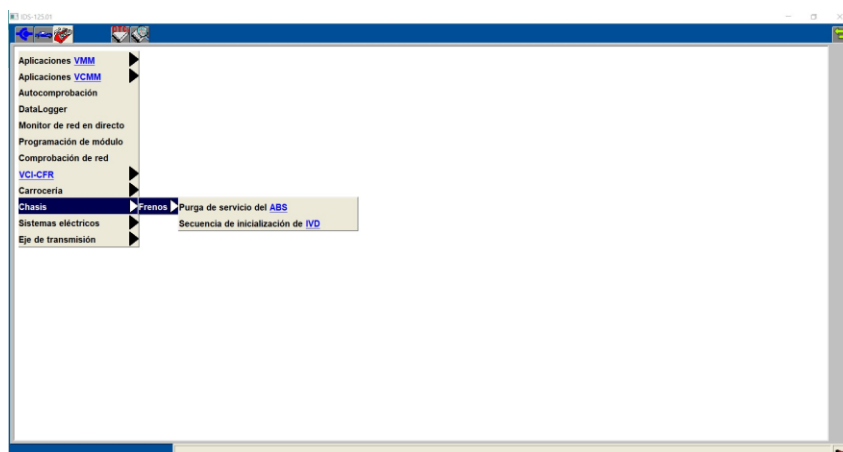 IDS-125.01
Aplicaciones VMM
Aplicaciones VCMM
Autocomprobación
DataLogger
Monitor de red en directo
Programación de módulo
Comprobación de red
VCI-CFR
Carrocería
Chasis
Frenos
Purga de servicio del ABS
Secuencia de inicialización de IVD
Sistemas eléctricos
Eje de transmisión